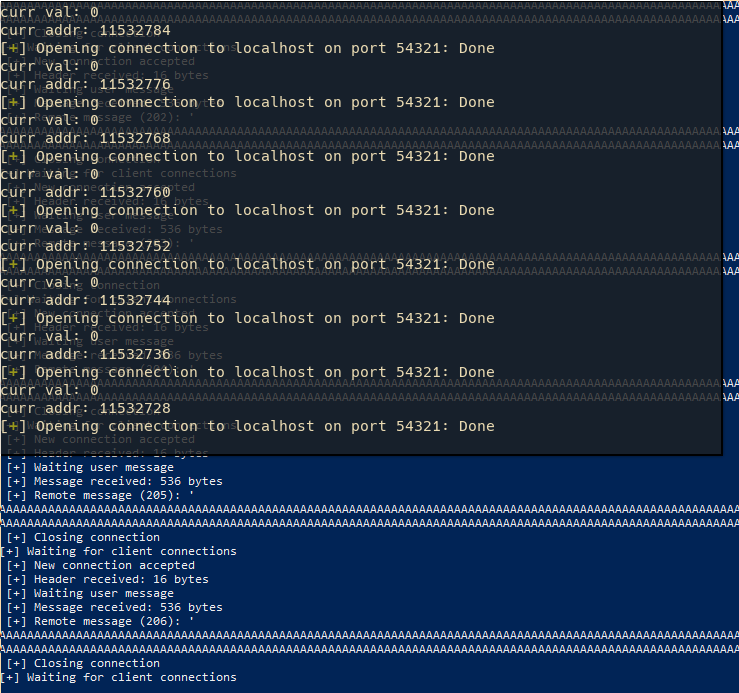 curr val: 0
curr addr: 11532784
[+] Opening connection to localhost on port 54321: Done
curr val: 0
curr addr: 11532776
[+] Opening connection to localhost on port 54321: Done
curr val: 0
curr addr: 11532768
[+] Opening connection to localhost on port 54321: Done
curr val: 0
curr addr: 11532760
[+] Opening connection to localhost on port 54321: Done
curr val: 0
curr addr: 11532752
[+] Opening connection to localhost on port 54321: Done
curr val: 0
curr addr: 11532744
[+] Opening connection to localhost on port 54321: Done
curr val: 0
curr addr: 11532736
[+] Opening connection to localhost on port 54321: Done
curr val: 0
curr addr: 11532728
[+] Opening connection to localhost on port 54321: Done
[+] New connection accepted
[+] Header received: 16 bytes
[+] Waiting user message
[+] Message received: 536 bytes
[+] Remote message (205): '
AAAAAAAAAAAAAAAAAAAAAAAAAAAAAAAAAAAAAAAAAAAAAAAAAAAAAAAAAAAAAAAAAAAAAAAAAAAAAAAAAAAAAAAAAAAAAAAAAAAAAAAAA
AAAAAAAAAAAAAAAAAAAAAAAAAAAAAAAAAAAAAAAAAAAAAAAAAAAAAAAAAAAAAAAAAAAAAAAAAAAAAAAAAAAAAAAAAAAAAAAAAAAAAAAAA
[+] Closing connection
[+] Waiting for client connections
[+] New connection accepted
[+] Header received: 16 bytes
[+] Waiting user message
[+] Message received: 536 bytes
[+] Remote message (206): '
AAAAAAAAAAAAAAAAAAAAAAAAAAAAAAAAAAAAAAAAAAAAAAAAAAAAAAAAAAAAAAAAAAAAAAAAAAAAAAAAAAAAAAAAAAAAAAAAAAAAAAAAA
AAAAAAAAAAAAAAAAAAAAAAAAAAAAAAAAAAAAAAAAAAAAAAAAAAAAAAAAAAAAAAAAAAAAAAAAAAAAAAAAAAAAAAAAAAAAAAAAAAAAAAAAA
[+] Closing connection
[+] Waiting for client connections